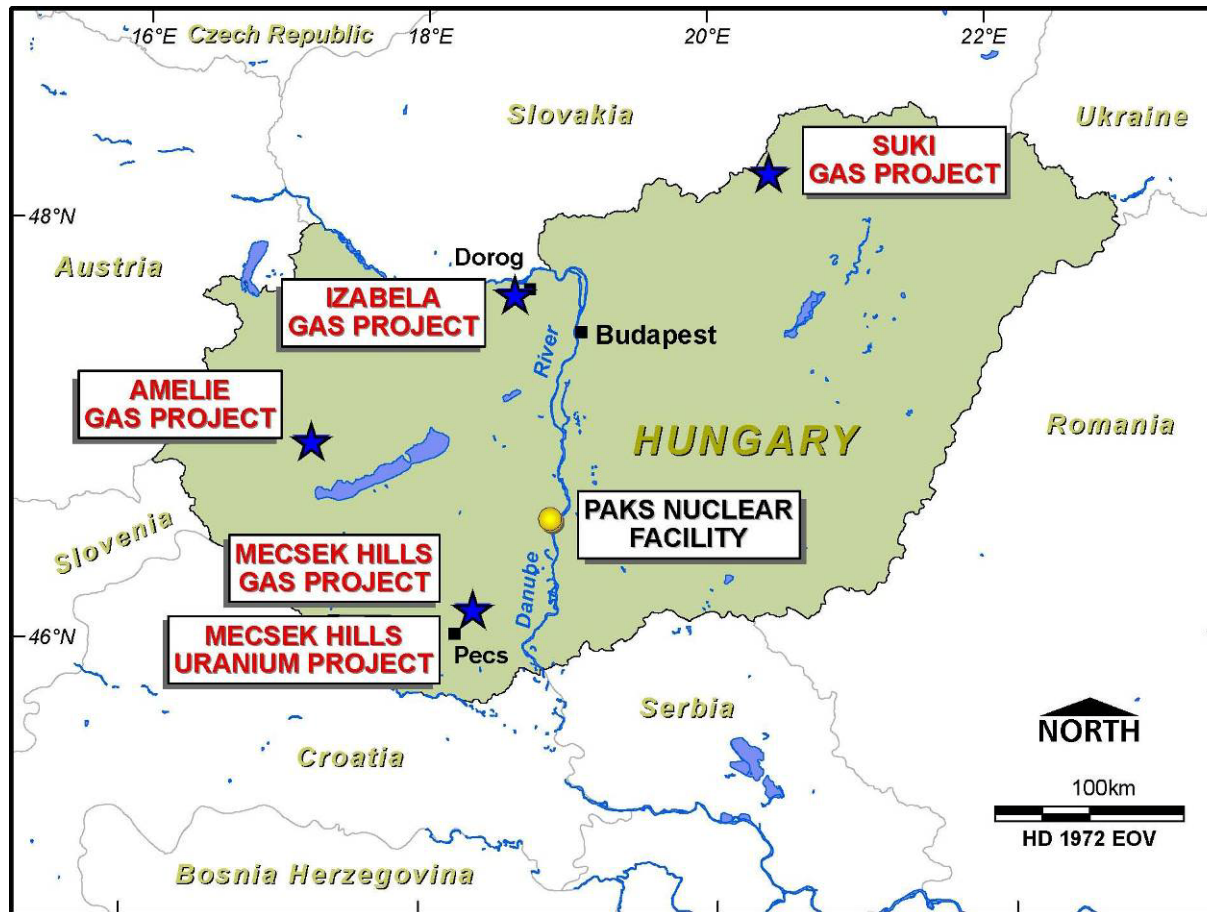 16°E
18°E
20°E
22°E
Czech Republic
Slovakia
Ukraine
SUKI
GAS PROJECT
48°N
Austria
Dorog
IZABELA
GAS PROJECT
River
Budapest
AMELIE
GAS PROJECT
HUNGARY
Romania
Slovenia
PAKS NUCLEAR
FACILITY
MECSEK HILLS
GAS PROJECT
Danube
46°N
MECSEK HILLS
URANIUM PROJECT
Pecs
Serbia
NORTH
Croatia
100km
HD 1972 EOV
Bosnia Herzegovina